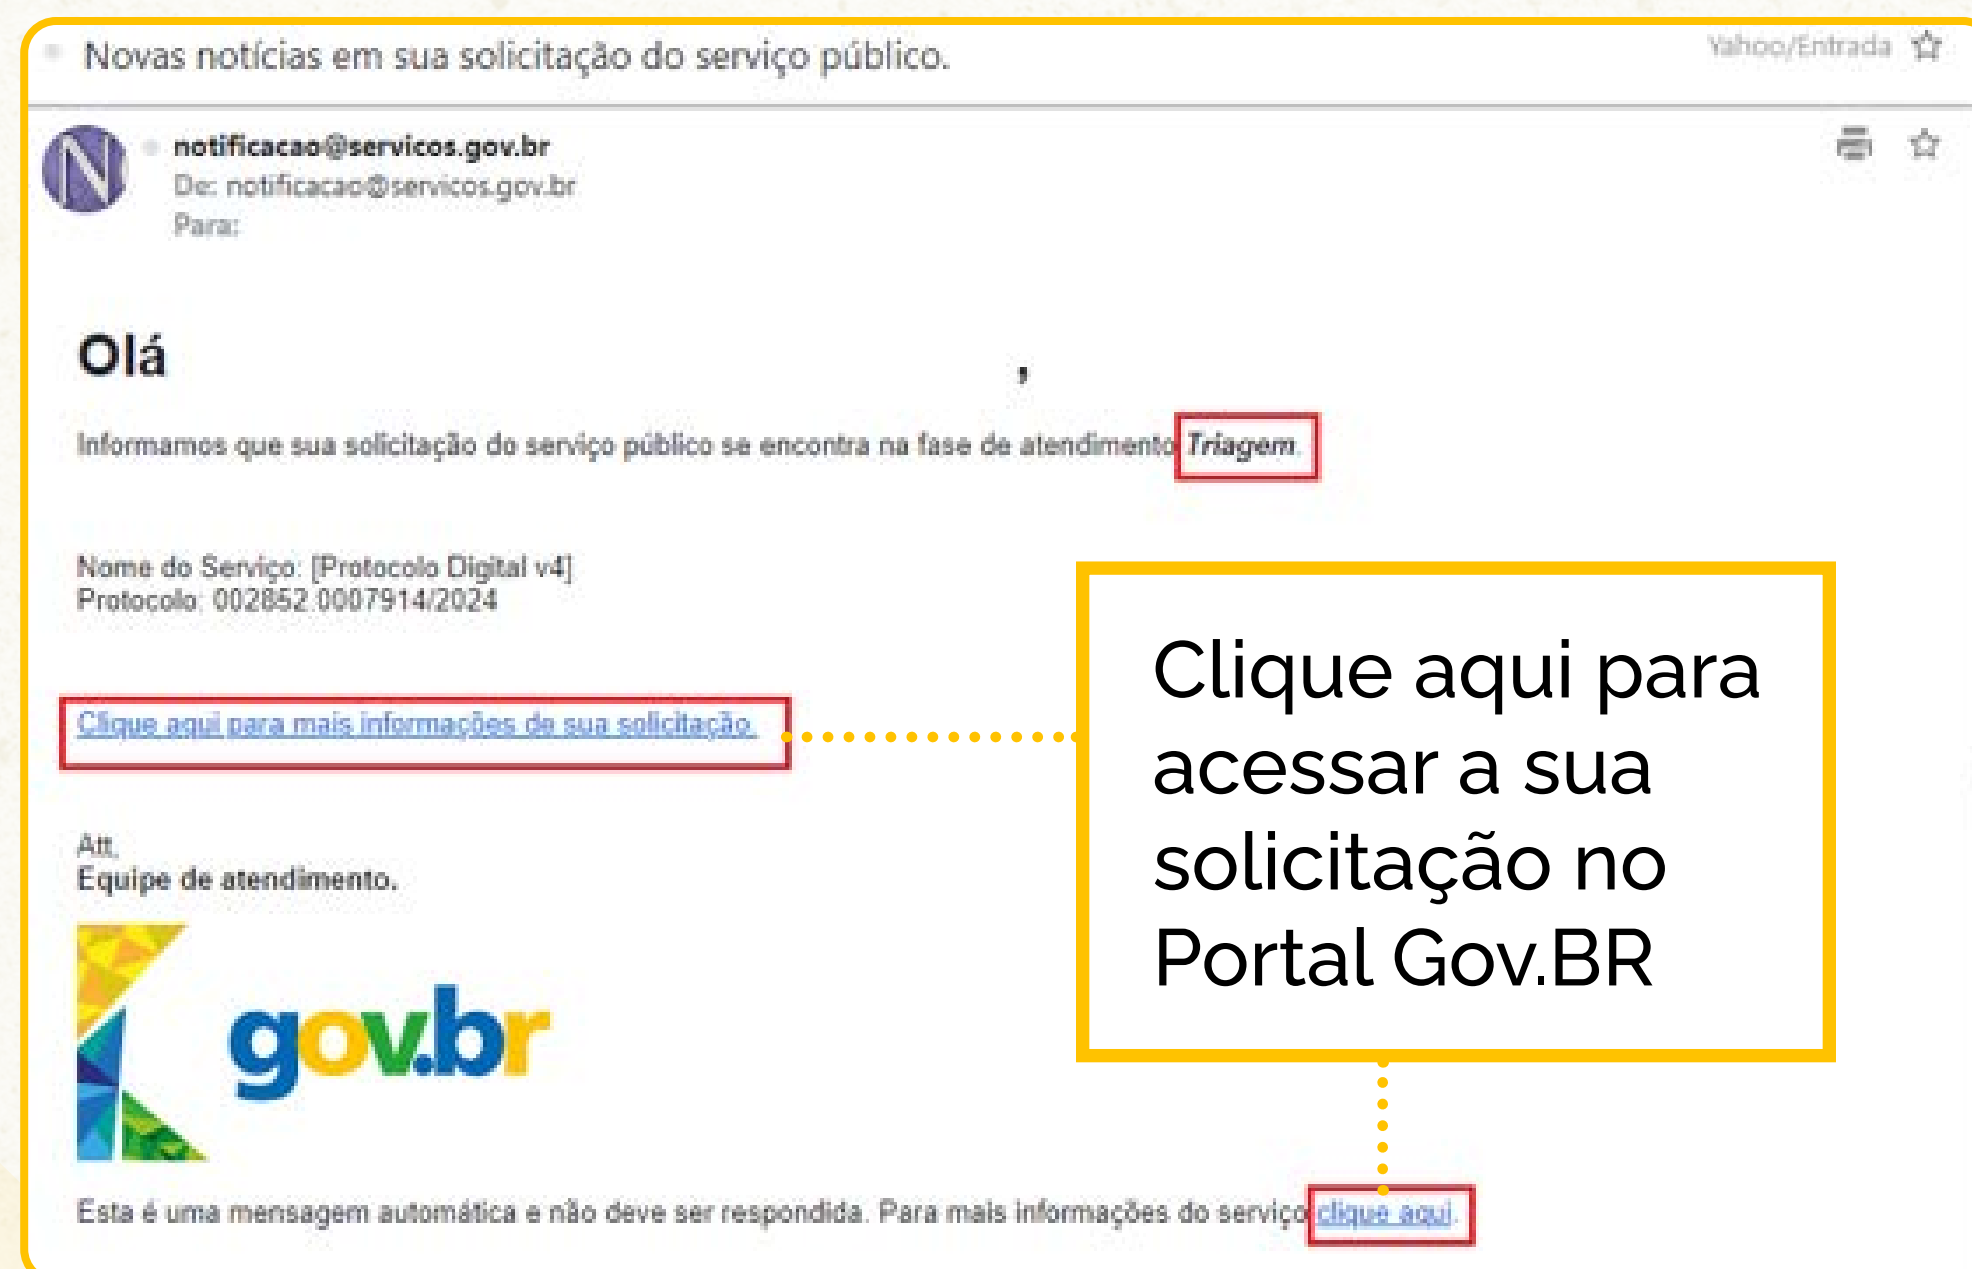 Novas notícias em sua solicitação do serviço público.
Yahoo/Entrada
N
notificacao@servicos.gov.br
De: notificacao@servicos.gov.br
Para:
Olá ,
Informamos que sua solicitação do serviço público se encontra na fase de atendimento Triagem.
Nome do Serviço: [Protocolo Digital v4]
Protocolo: 002852.0007914/2024
Clique aqui para mais informações de sua solicitação.
Clique aqui para
acessar a sua
solicitação no
Portal Gov.BR
Att,
Equipe de atendimento.
gov.br
Esta é uma mensagem automática e não deve ser respondida. Para mais informações do serviço clique aqui.